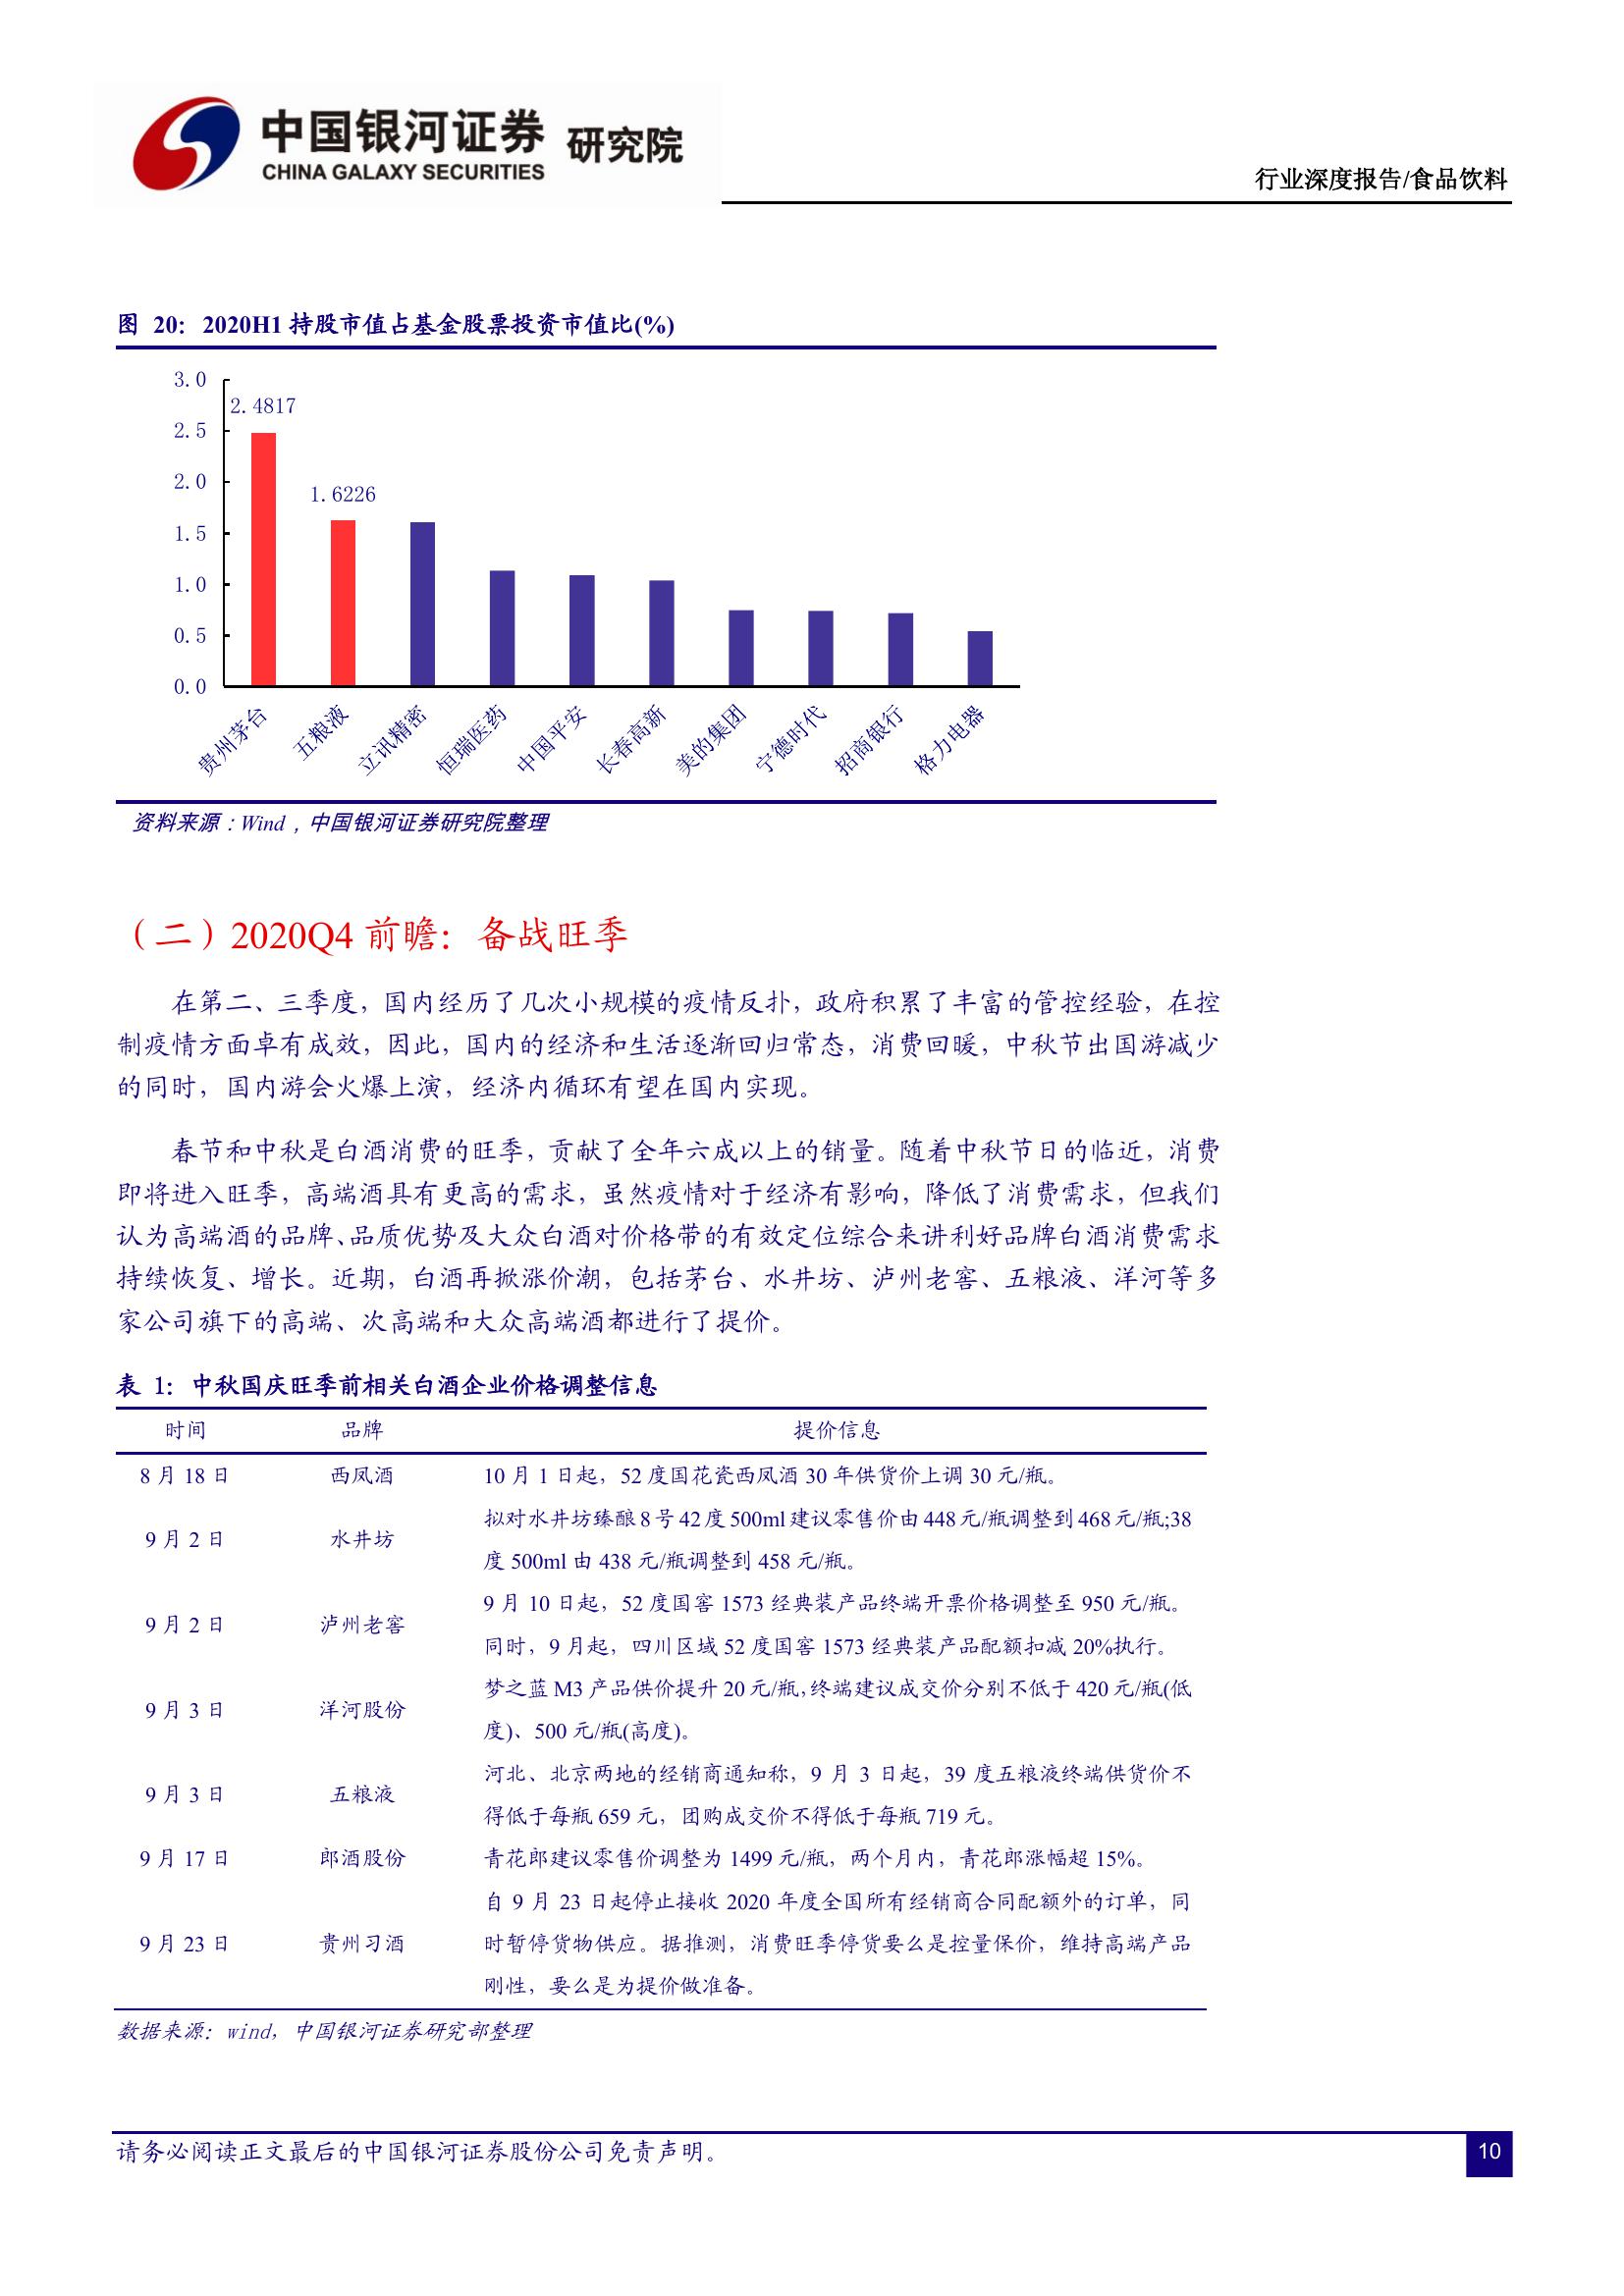 中国银河证券 研究院
CHINA GALAXY SECURITIES
行业深度报告/食品饮料
图 20：2020H1 持股市值占基金股票投资市值比(%)
3.0
2.4817
2.5
2.0
1.6226
1.5
1.0
0.5
0.0
贵州茅台 五粮液 立讯精密 恒瑞医药 中国平安 长春高新 美的集团 宁德时代 招商银行 格力电器
资料来源：Wind，中国银河证券研究院整理
（二）2020Q4 前瞻：备战旺季
在第二、三季度，国内经历了几次小规模的疫情反扑，政府积累了丰富的管控经验，在控
制疫情方面卓有成效，因此，国内的经济和生活逐渐回归常态，消费回暖，中秋节出国游减少
的同时，国内游会火爆上演，经济内循环有望在国内实现。
春节和中秋是白酒消费的旺季，贡献了全年六成以上的销量。随着中秋节日的临近，消费
即将进入旺季，高端酒具有更高的需求，虽然疫情对于经济有影响，降低了消费需求，但我们
认为高端酒的品牌、品质优势及大众白酒对价格带的有效定位综合来讲利好品牌白酒消费需求
持续恢复、增长。近期，白酒再掀涨价潮，包括茅台、水井坊、泸州老窖、五粮液、洋河等多
家公司旗下的高端、次高端和大众高端酒都进行了提价。
表 1：中秋国庆旺季前相关白酒企业价格调整信息
时间 品牌 提价信息
8 月 18 日 西凤酒 10 月 1 日起，52 度国花瓷西凤酒 30 年供货价上调 30 元/瓶。
拟对水井坊臻酿 8 号 42 度 500ml 建议零售价由 448 元/瓶调整到 468 元/瓶;38
9 月 2 日 水井坊
度 500ml 由 438 元/瓶调整到 458 元/瓶。
9 月 10 日起，52 度国窖 1573 经典装产品终端开票价格调整至 950 元/瓶。
9 月 2 日 泸州老窖
同时，9 月起，四川区域 52 度国窖 1573 经典装产品配额扣减 20%执行。
梦之蓝 M3 产品供价提升 20 元/瓶,终端建议成交价分别不低于 420 元/瓶(低
9 月 3 日 洋河股份
度)、500 元/瓶(高度)。
河北、北京两地的经销商通知称，9 月 3 日起，39 度五粮液终端供货价不
9 月 3 日 五粮液
得低于每瓶 659 元，团购成交价不得低于每瓶 719 元。
9 月 17 日 郎酒股份 青花郎建议零售价调整为 1499 元/瓶，两个月内，青花郎涨幅超 15%。
自 9 月 23 日起停止接收 2020 年度全国所有经销商合同配额外的订单，同
9 月 23 日 贵州习酒 时暂停货物供应。据推测，消费旺季停货要么是控量保价，维持高端产品
刚性，要么是为提价做准备。
数据来源：wind，中国银河证券研究部整理
请务必阅读正文最后的中国银河证券股份公司免责声明。
10